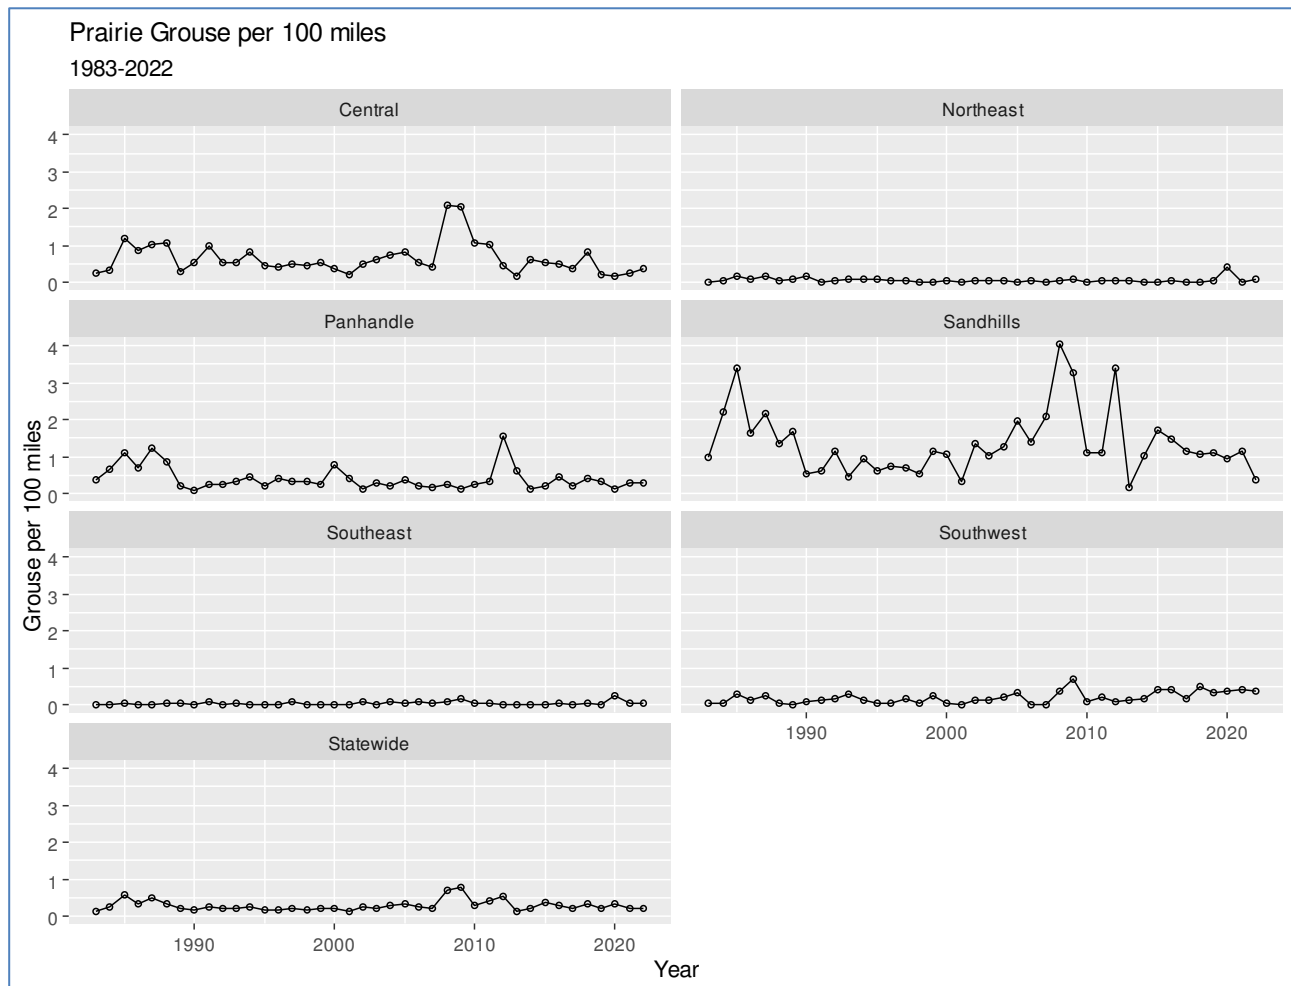 Prairie Grouse per 100 miles
1983-2022
Central
Northeast
4
3
2
1
0
Panhandle
Sandhills
4
3
2
1
0
Southeast
Southwest
4
3
2
1
0
1990 2000 2010 2020
Statewide
4
3
2
1
0
1990 2000 2010 2020
Grouse per 100 miles
Year